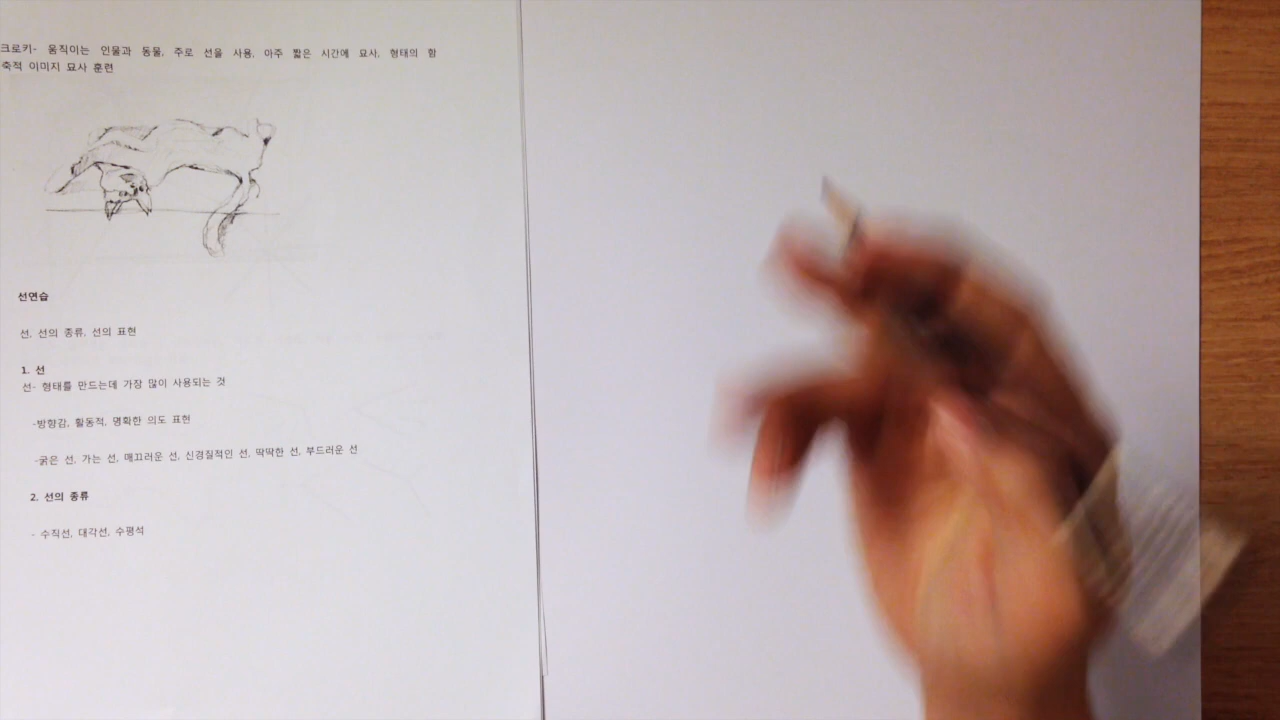 크로키- 움직이는 인물과 동물, 주로 선을 사용, 아주 짧은 시간에 묘사, 형태의 함
축적 이미지 묘사 훈련
선연습
선, 선의 종류, 선의 표현
1. 선
선- 형태를 만드는데 가장 많이 사용되는 것
-방향감, 활동적, 명확한 의도 표현
-굵은 선, 가는 선, 매끄러운 선, 신경질적인 선, 딱딱한 선, 부드러운 선
2. 선의 종류
- 수직선, 대각선, 수평석